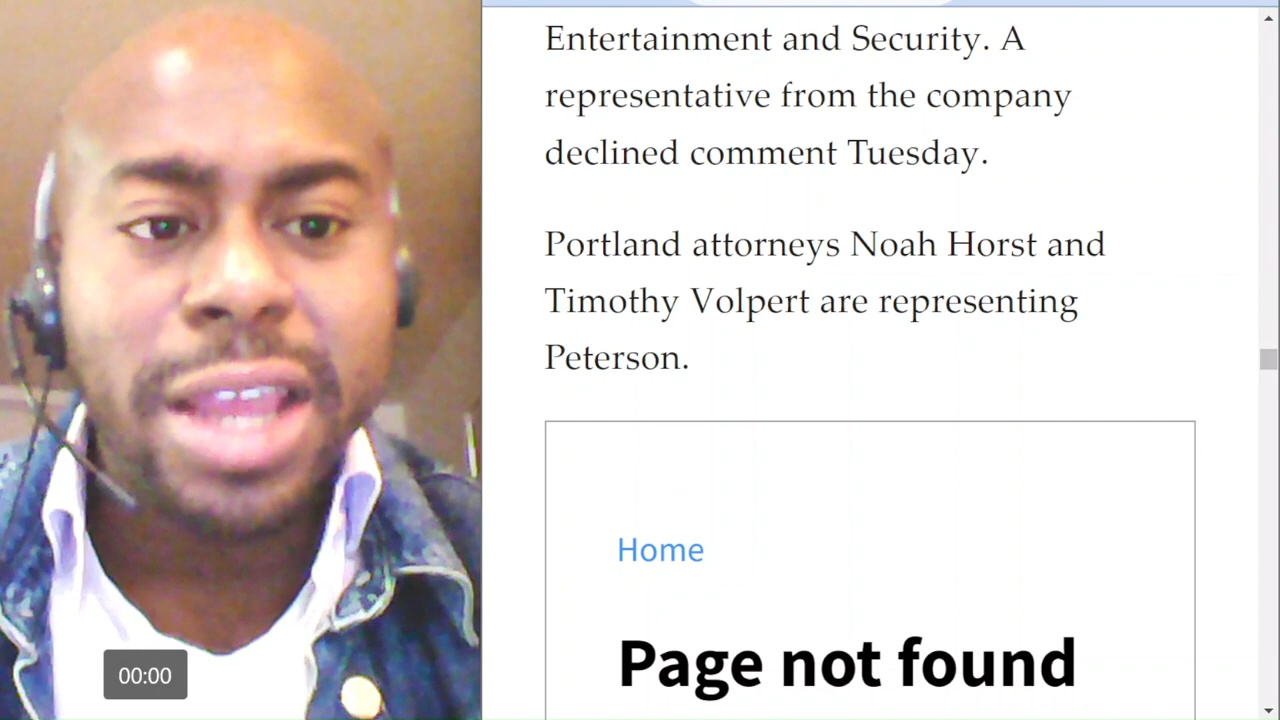 Entertainment and Security. A
representative from the company
declined comment Tuesday.
Portland attorneys Noah Horst and
Timothy Volpert are representing
Peterson.
Home
Page not found
00:00